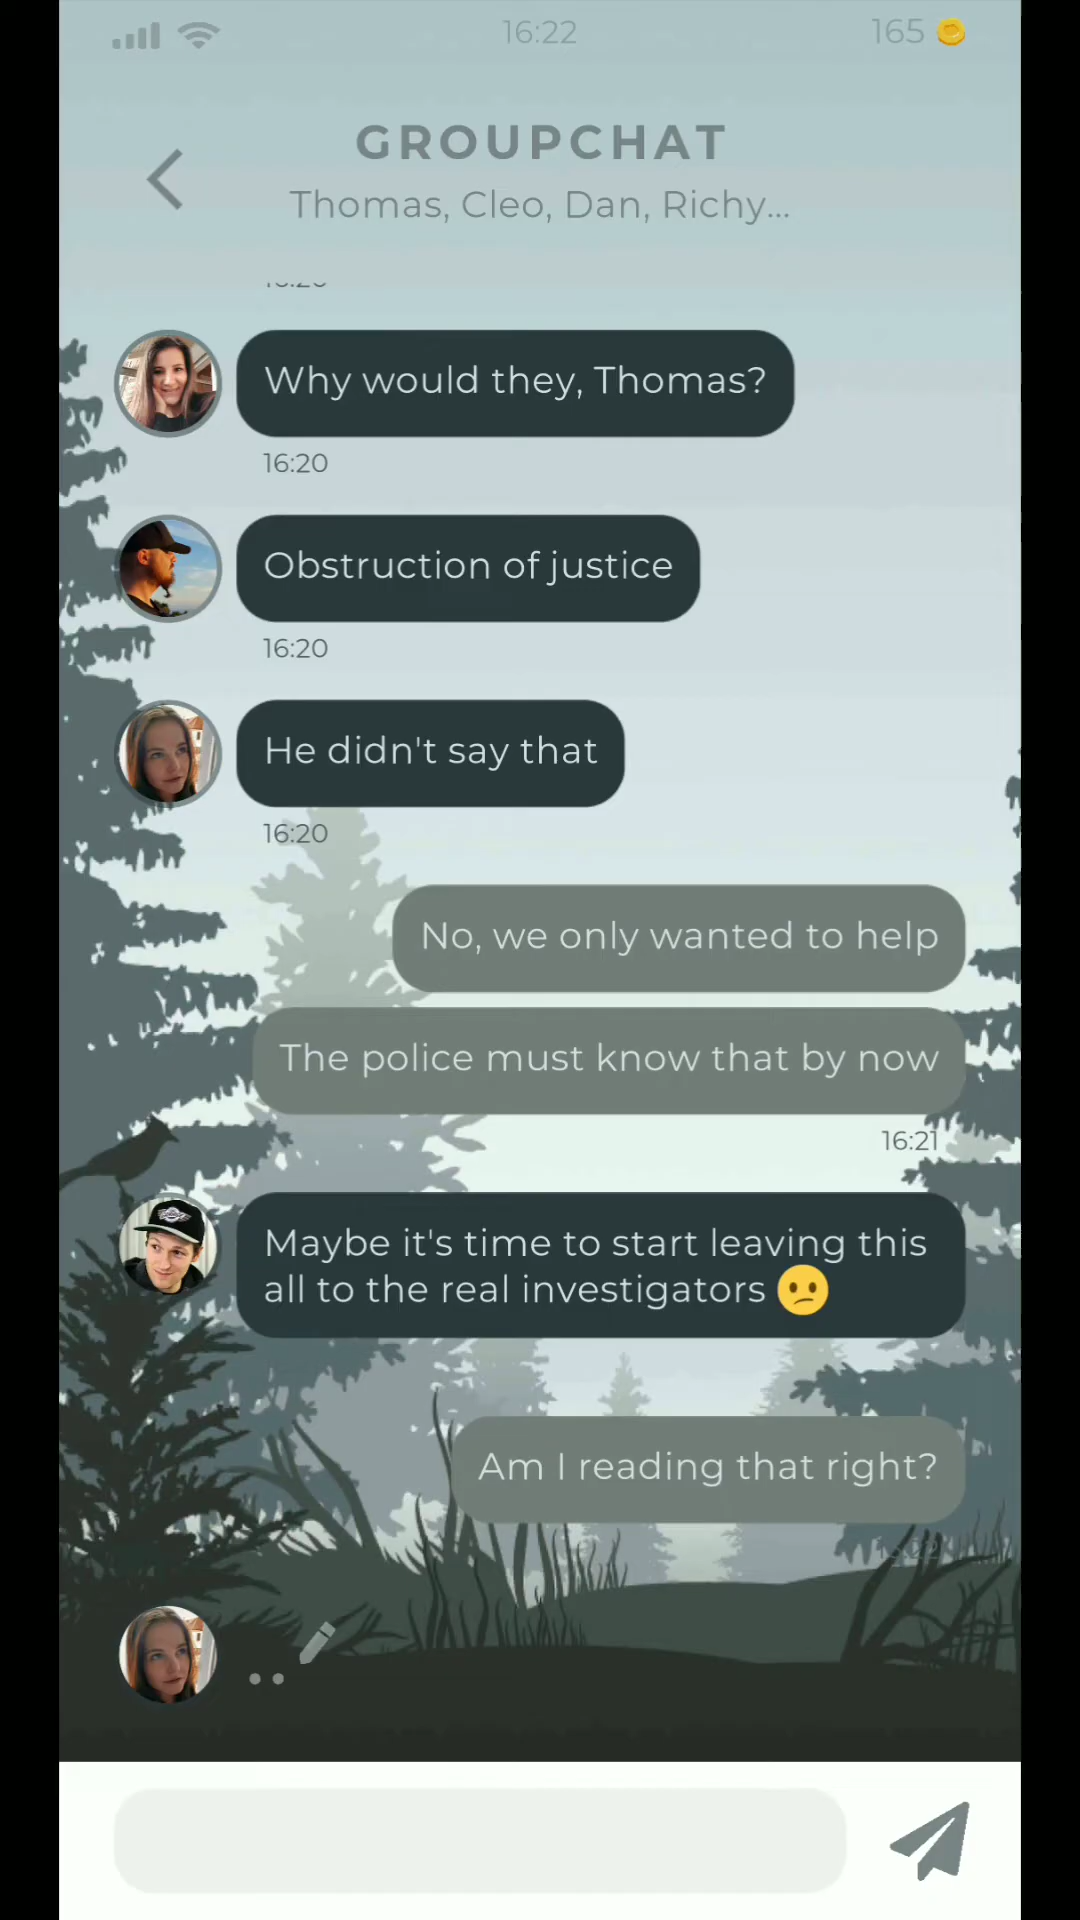 16:22
165
GROUPCHAT
Thomas, Cleo, Dan, Richy...
Why would they, Thomas?
16:20
Obstruction of justice
16:20
He didn't say that
16:20
No, we only wanted to help
The police must know that by now
16:21
Maybe it's time to start leaving this
all to the real investigators 😕
Am I reading that right?